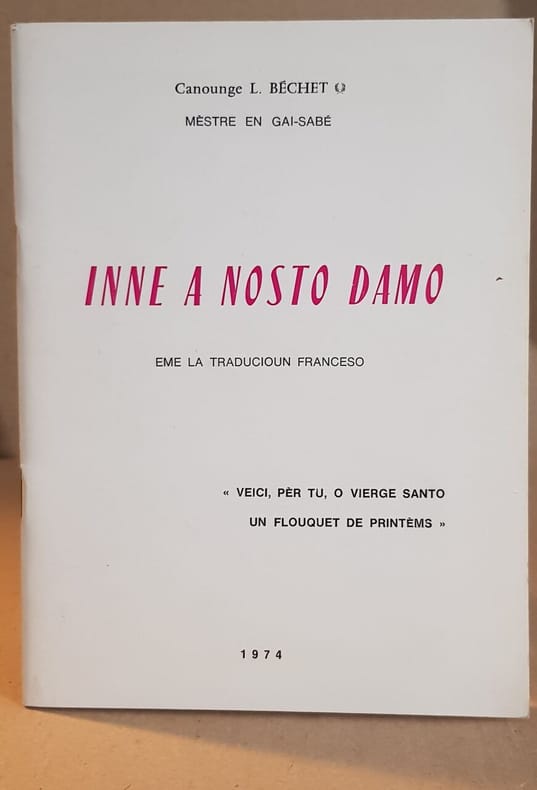 Canounge L. BÉCHET
MÈSTRE EN GAI-SABÉ
INNE A NOSTO DAMO
EME LA TRADUCIOUN FRANCESO
« VEICI, PÈR TU, O VIERGE SANTO
UN FLOUQUET DE PRINTÈMS »
1974